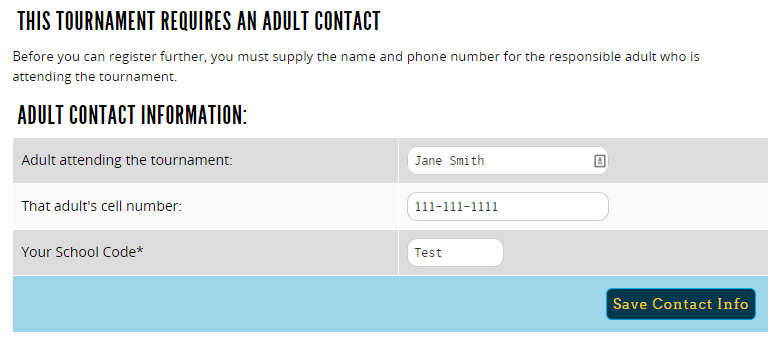 THIS TOURNAMENT REQUIRES AN ADULT CONTACT
Before you can register further, you must supply the name and phone number for the responsible adult who is
attending the tournament.
ADULT CONTACT INFORMATION:
Adult attending the tournament:
Jane Smith
That adult's cell number:
111-111-1111
Your School Code*
Test
Save Contact Info